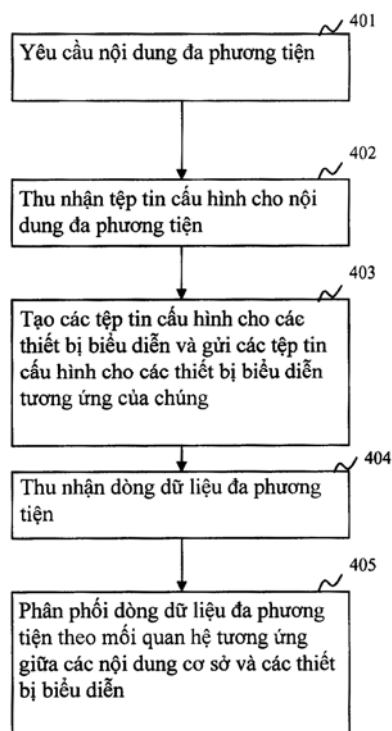 401
Yêu cầu nội dung đa phương tiện
402
Thu nhận tệp tin cấu hình cho nội
dung đa phương tiện
403
Tạo các tệp tin cấu hình cho các
thiết bị biểu diễn và gửi các tệp tin
cấu hình cho các thiết bị biểu diễn
tương ứng của chúng
404
Thu nhận dòng dữ liệu đa phương
tiện
405
Phân phối dòng dữ liệu đa phương
tiện theo mối quan hệ tương ứng
giữa các nội dung cơ sở và các thiết
bị biểu diễn